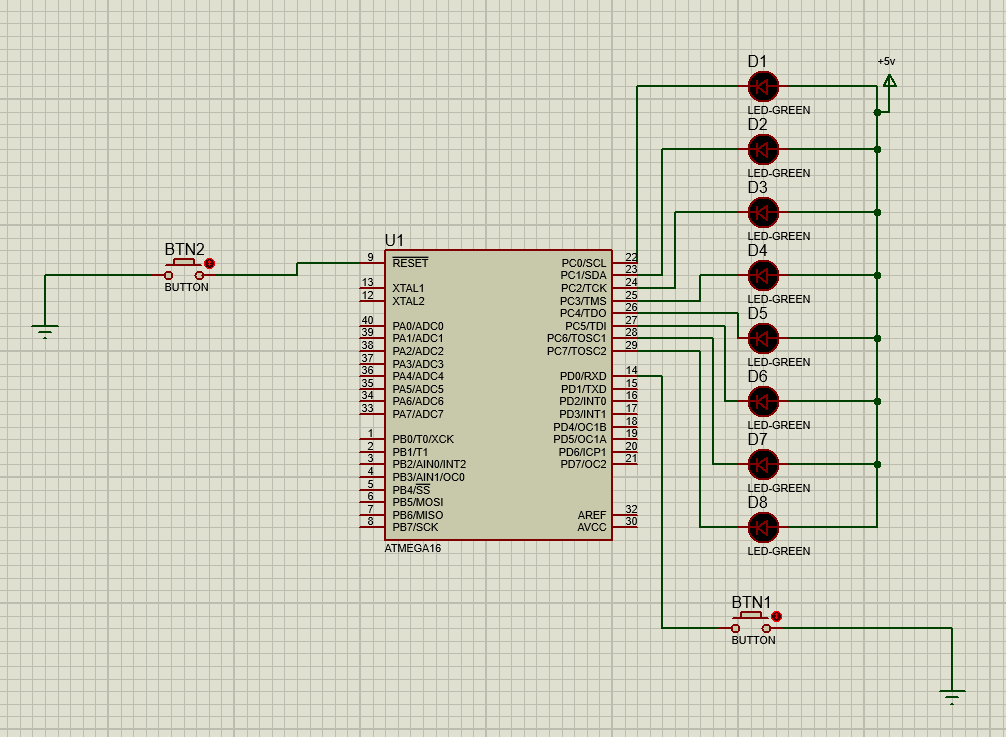 +5v
D1
LED-GREEN
D2
LED-GREEN
D3
LED-GREEN
D4
LED-GREEN
D5
LED-GREEN
D6
LED-GREEN
D7
LED-GREEN
D8
LED-GREEN
BTN2
BUTTON
U1
9 RESET
13 XTAL1
12 XTAL2
40 PA0/ADC0
39 PA1/ADC1
38 PA2/ADC2
37 PA3/ADC3
36 PA4/ADC4
35 PA5/ADC5
34 PA6/ADC6
33 PA7/ADC7
1 PB0/T0/XCK
2 PB1/T1
3 PB2/AIN0/INT2
4 PB3/AIN1/OC0
5 PB4/SS
6 PB5/MOSI
7 PB6/MISO
8 PB7/SCK
PC0/SCL 22
PC1/SDA 23
PC2/TCK 24
PC3/TMS 25
PC4/TDO 26
PC5/TDI 27
PC6/TOSC1 28
PC7/TOSC2 29
PD0/RXD 14
PD1/TXD 15
PD2/INT0 16
PD3/INT1 17
PD4/OC1B 18
PD5/OC1A 19
PD6/ICP1 20
PD7/OC2 21
AREF 32
AVCC 30
ATMEGA16
BTN1
BUTTON